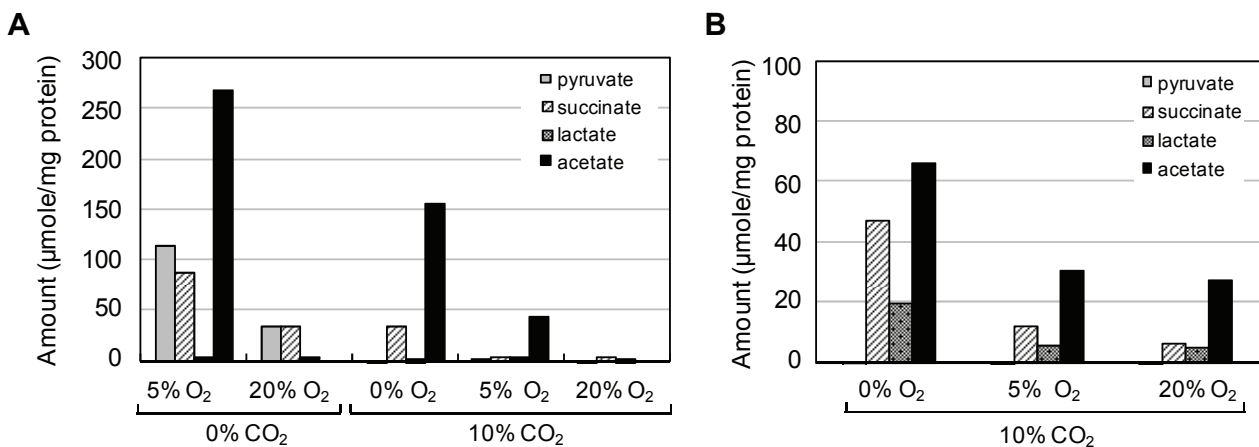 A
Amount (µmole/mg protein)
300
250
200
150
100
50
0
pyruvate
succinate
lactate
acetate
5% O₂ 20% O₂ 0% O₂ 5% O₂ 20% O₂
0% CO₂ 10% CO₂
B
Amount (µmole/mg protein)
100
80
60
40
20
0
pyruvate
succinate
lactate
acetate
0% O₂ 5% O₂ 20% O₂
10% CO₂